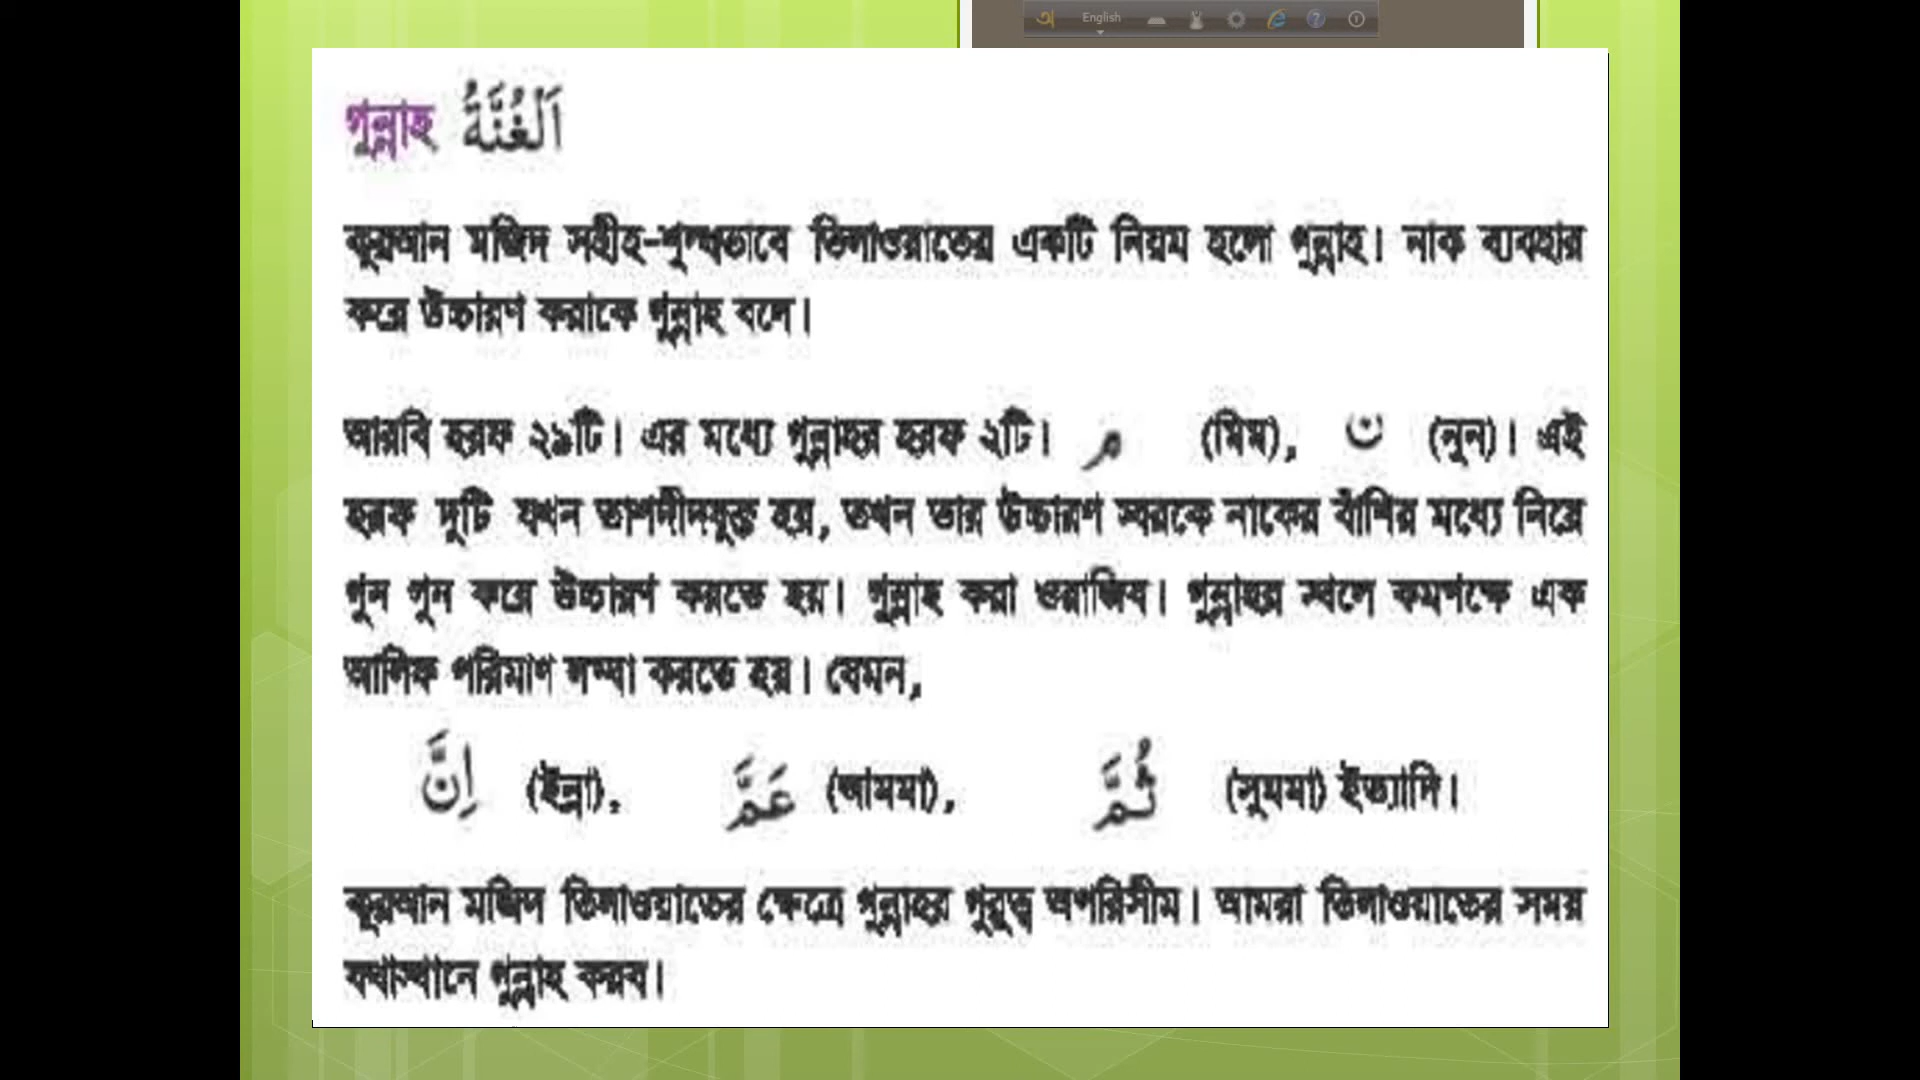 English
গুন্নাহ اَلْغُنَّةُ
কুরআন মজিদ সহীহ-শুদ্ধভাবে তিলাওয়াতের একটি নিয়ম হলো গুন্নাহ। নাক ব্যবহার
করে উচ্চারণ করাকে গুন্নাহ বলে।
আরবি হরফ ২৯টি। এর মধ্যে গুন্নাহর হরফ ২টি। م (মিম), ن (নুন)। এই
হরফ দুটি যখন তাশদীদযুক্ত হয়, তখন তার উচ্চারণ স্বরকে নাকের বাঁশির মধ্যে নিয়ে
গুন গুন করে উচ্চারণ করতে হয়। গুন্নাহ করা ওয়াজিব। গুন্নাহর স্থলে কমপক্ষে এক
আলিফ পরিমাণ লম্বা করতে হয়। যেমন,
اِنَّ (ইন্না), عَمَّ (আমমা), ثُمَّ (সুমমা) ইত্যাদি।
কুরআন মজিদ তিলাওয়াতের ক্ষেত্রে গুন্নাহর গুরুত্ব অপরিসীম। আমরা তিলাওয়াতের সময়
যথাস্থানে গুন্নাহ করব।